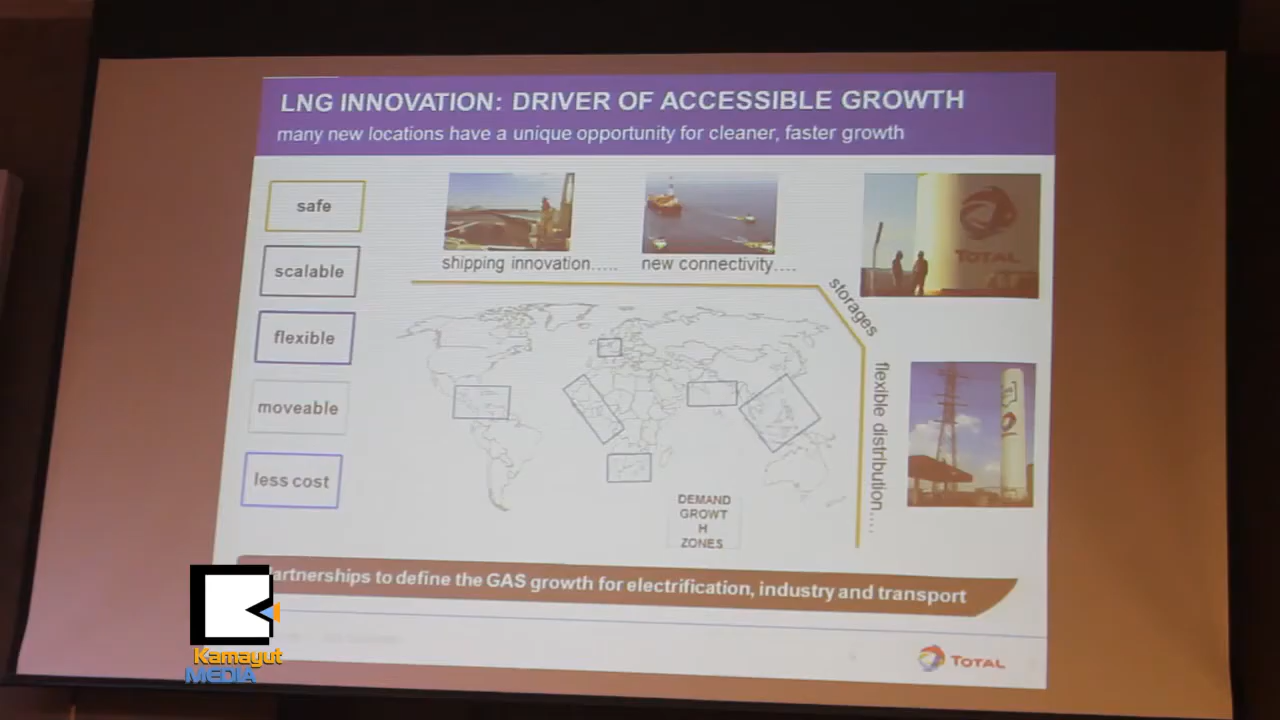 LNG INNOVATION: DRIVER OF ACCESSIBLE GROWTH
many new locations have a unique opportunity for cleaner, faster growth
safe
scalable
flexible
moveable
less cost
shipping innovation.....
new connectivity....
storages
flexible distribution....
TOTAL
DEMAND
GROWT
H
ZONES
artnerships to define the GAS growth for electrification, industry and transport
TOTAL
Kamayut
MEDIA